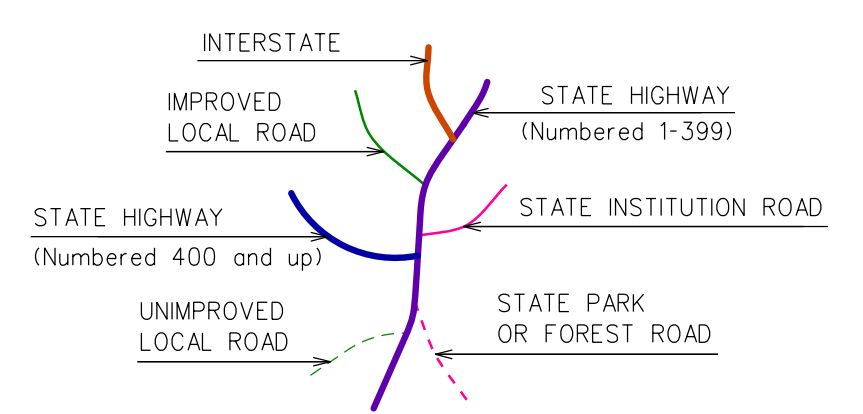 INTERSTATE
IMPROVED
LOCAL ROAD
STATE HIGHWAY
(Numbered 1-399)
STATE HIGHWAY
(Numbered 400 and up)
STATE INSTITUTION ROAD
UNIMPROVED
LOCAL ROAD
STATE PARK
OR FOREST ROAD